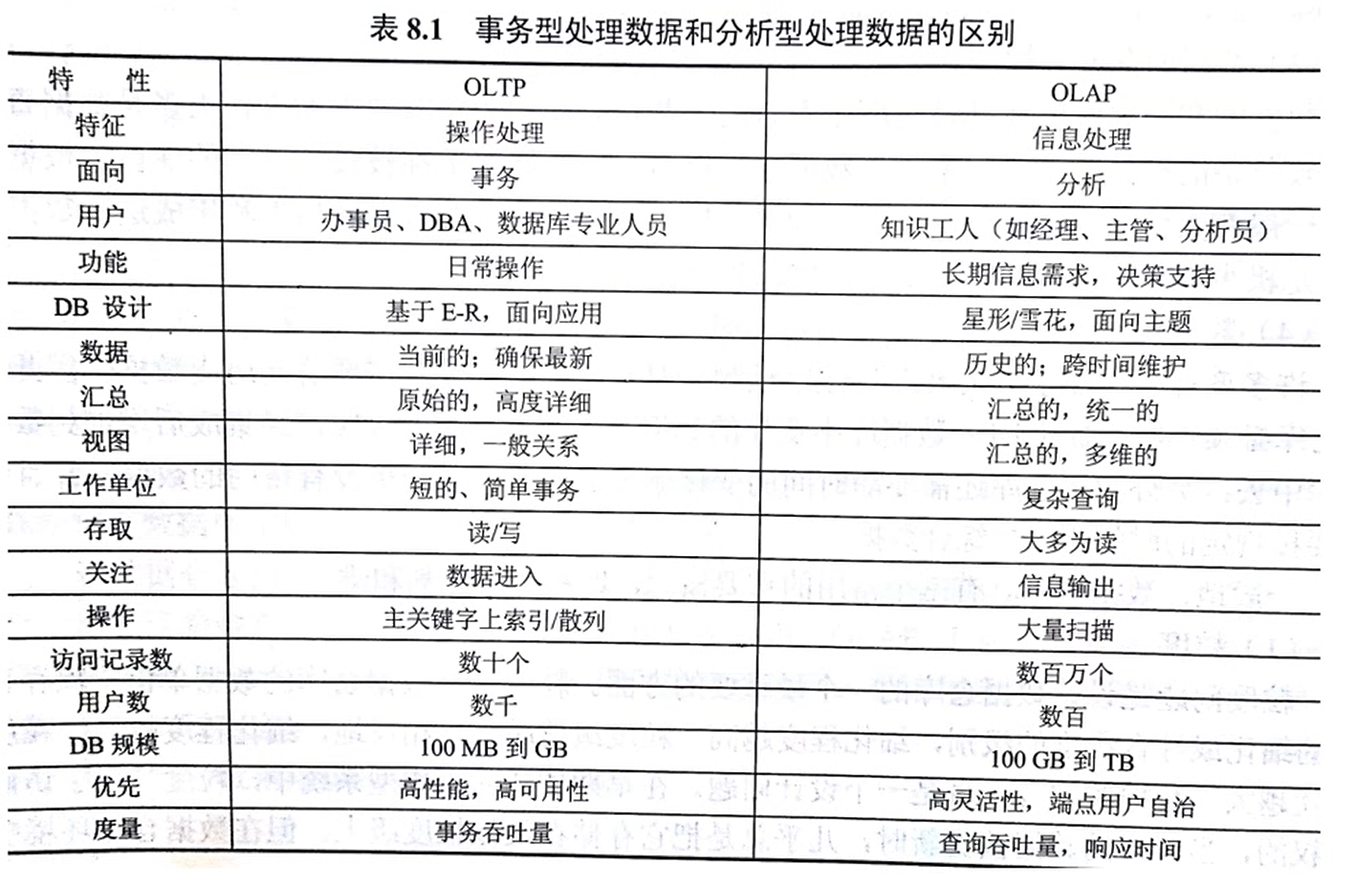 表 8.1 事务型处理数据和分析型处理数据的区别
特 性 OLTP OLAP
特征 操作处理 信息处理
面向 事务 分析
用户 办事员、DBA、数据库专业人员 知识工人（如经理、主管、分析员）
功能 日常操作 长期信息需求，决策支持
DB 设计 基于 E-R，面向应用 星形/雪花，面向主题
数据 当前的；确保最新 历史的；跨时间维护
汇总 原始的，高度详细 汇总的，统一的
视图 详细，一般关系 汇总的，多维的
工作单位 短的、简单事务 复杂查询
存取 读/写 大多为读
关注 数据进入 信息输出
操作 主关键字上索引/散列 大量扫描
访问记录数 数十个 数百万个
用户数 数千 数百
DB 规模 100 MB 到 GB 100 GB 到 TB
优先 高性能，高可用性 高灵活性，端点用户自治
度量 事务吞吐量 查询吞吐量，响应时间